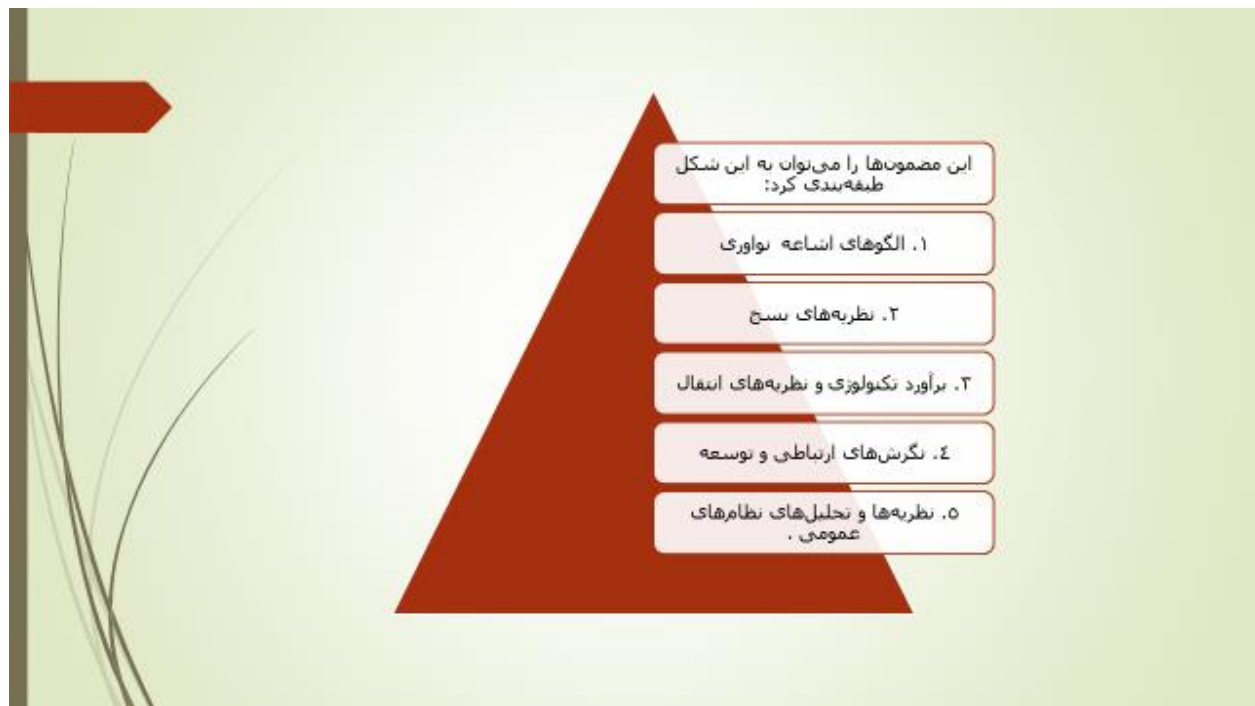 این مضمون‌ها را می‌توان به این شکل
طبقه‌بندی کرد:
۱. الگوهای اشاعه نوآوری
۲. نظریه‌های بسج
۳. برآورد تکنولوژی و نظریه‌های انتقال
٤. نگرش‌های ارتباطی و توسعه
٥. نظریه‌ها و تحلیل‌های نظام‌های
عمومی .